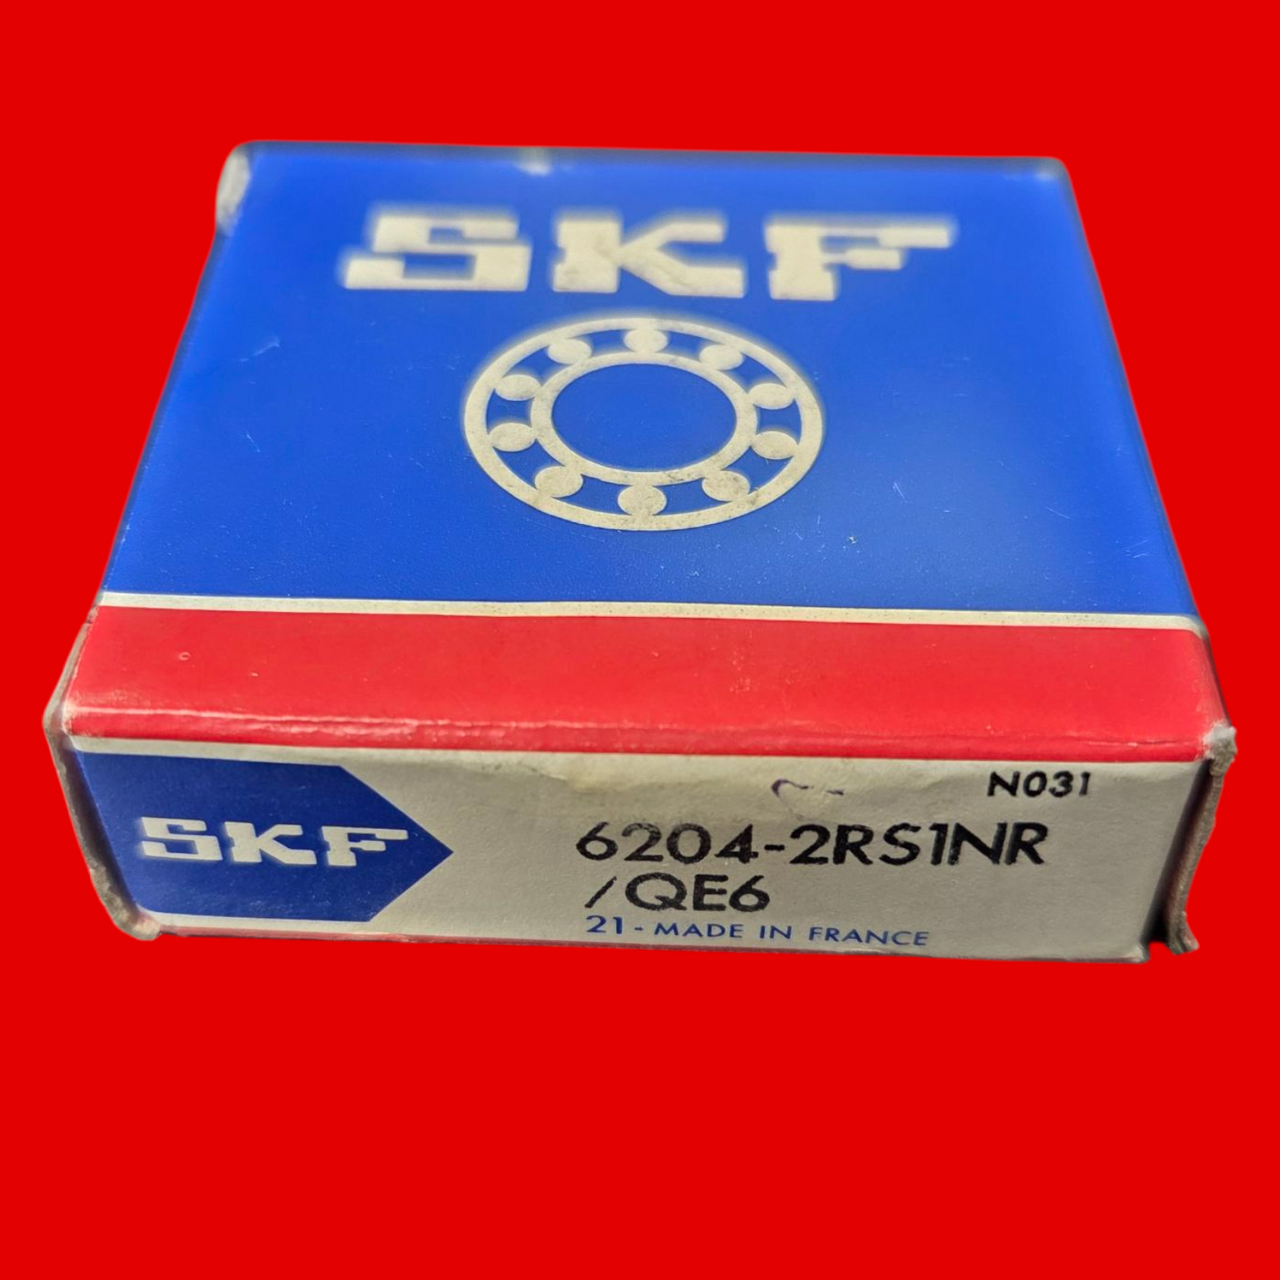 SKF
SKF
N031
6204-2RS1NR
/QE6
21 - MADE IN FRANCE